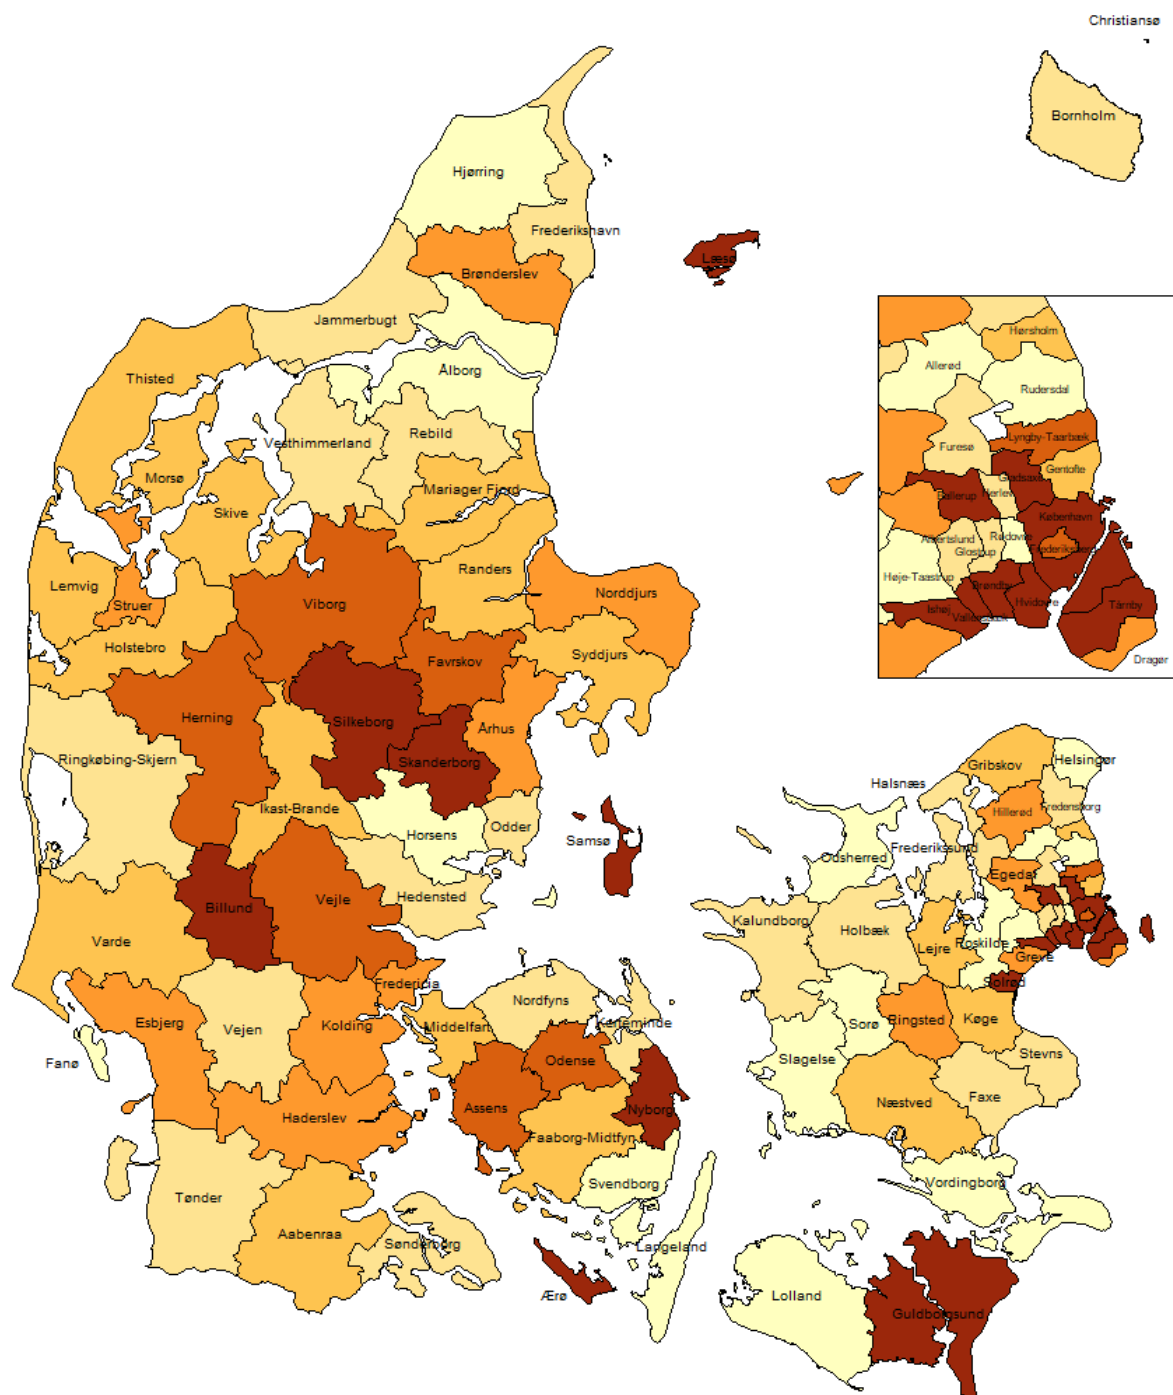 Christiansø
Bornholm
Hjørring
Frederikshavn
Læsø
Brønderslev
Jammerbugt
Ålborg
Thisted
Vesthimmerland
Rebild
Morsø
Mariager Fjord
Skive
Randers
Lemvig
Struer
Viborg
Norddjurs
Holstebro
Favrskov
Syddjurs
Herning
Silkeborg
Århus
Skanderborg
Ringkøbing-Skjern
Ikast-Brande
Horsens
Odder
Samsø
Hedensted
Billund
Vejle
Varde
Fredericia
Esbjerg
Vejen
Kolding
Middelfart
Nordfyns
Kerteminde
Odense
Fanø
Assens
Nyborg
Haderslev
Faaborg-Midtfyn
Svendborg
Tønder
Aabenraa
Sønderborg
Langeland
Ærø
Hørsholm
Allerød
Rudersdal
Furesø
Lyngby-Taarbæk
Gentofte
Gladsaxe
Ballerup
Herlev
København
Albertslund
Rødovre
Glostrup
Frederiksberg
Høje-Taastrup
Brøndby
Ishøj
Hvidovre
Vallensbæk
Tårnby
Dragør
Gribskov
Helsingør
Halsnæs
Hillerød
Fredensborg
Frederikssund
Odsherred
Egedal
Kalundborg
Holbæk
Lejre
Roskilde
Greve
Solrød
Sorø
Ringsted
Køge
Slagelse
Stevns
Næstved
Faxe
Vordingborg
Lolland
Guldborgsund